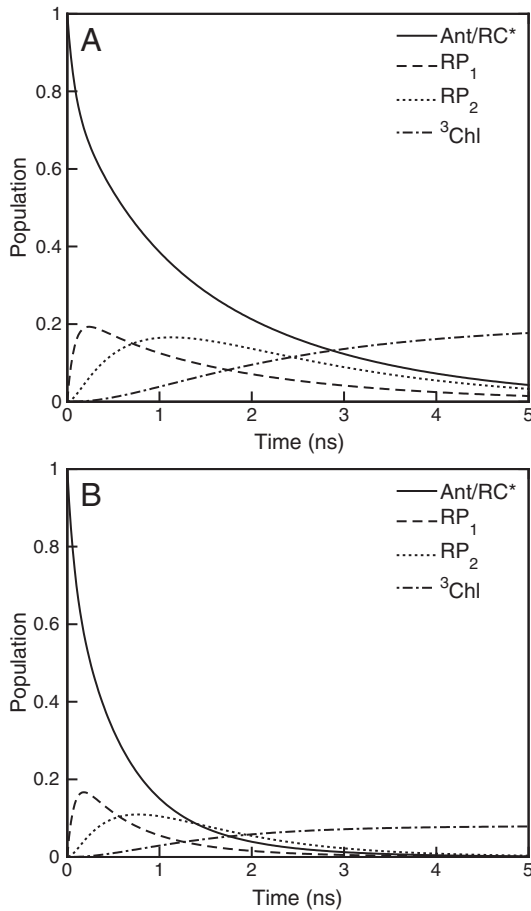 A
Ant/RC*
RP1
RP2
3Chl
Population
1
0.8
0.6
0.4
0.2
0
0 1 2 3 4 5
Time (ns)
B
Ant/RC*
RP1
RP2
3Chl
Population
1
0.8
0.6
0.4
0.2
0
0 1 2 3 4 5
Time (ns)